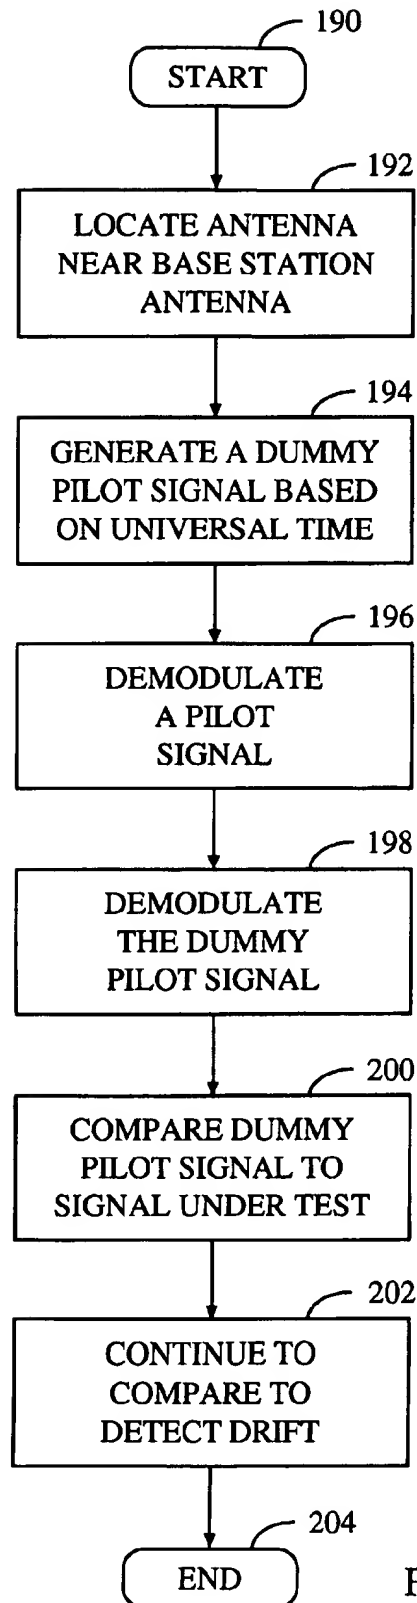 190
START
192
LOCATE ANTENNA
NEAR BASE STATION
ANTENNA
194
GENERATE A DUMMY
PILOT SIGNAL BASED
ON UNIVERSAL TIME
196
DEMODULATE
A PILOT
SIGNAL
198
DEMODULATE
THE DUMMY
PILOT SIGNAL
200
COMPARE DUMMY
PILOT SIGNAL TO
SIGNAL UNDER TEST
202
CONTINUE TO
COMPARE TO
DETECT DRIFT
204
END